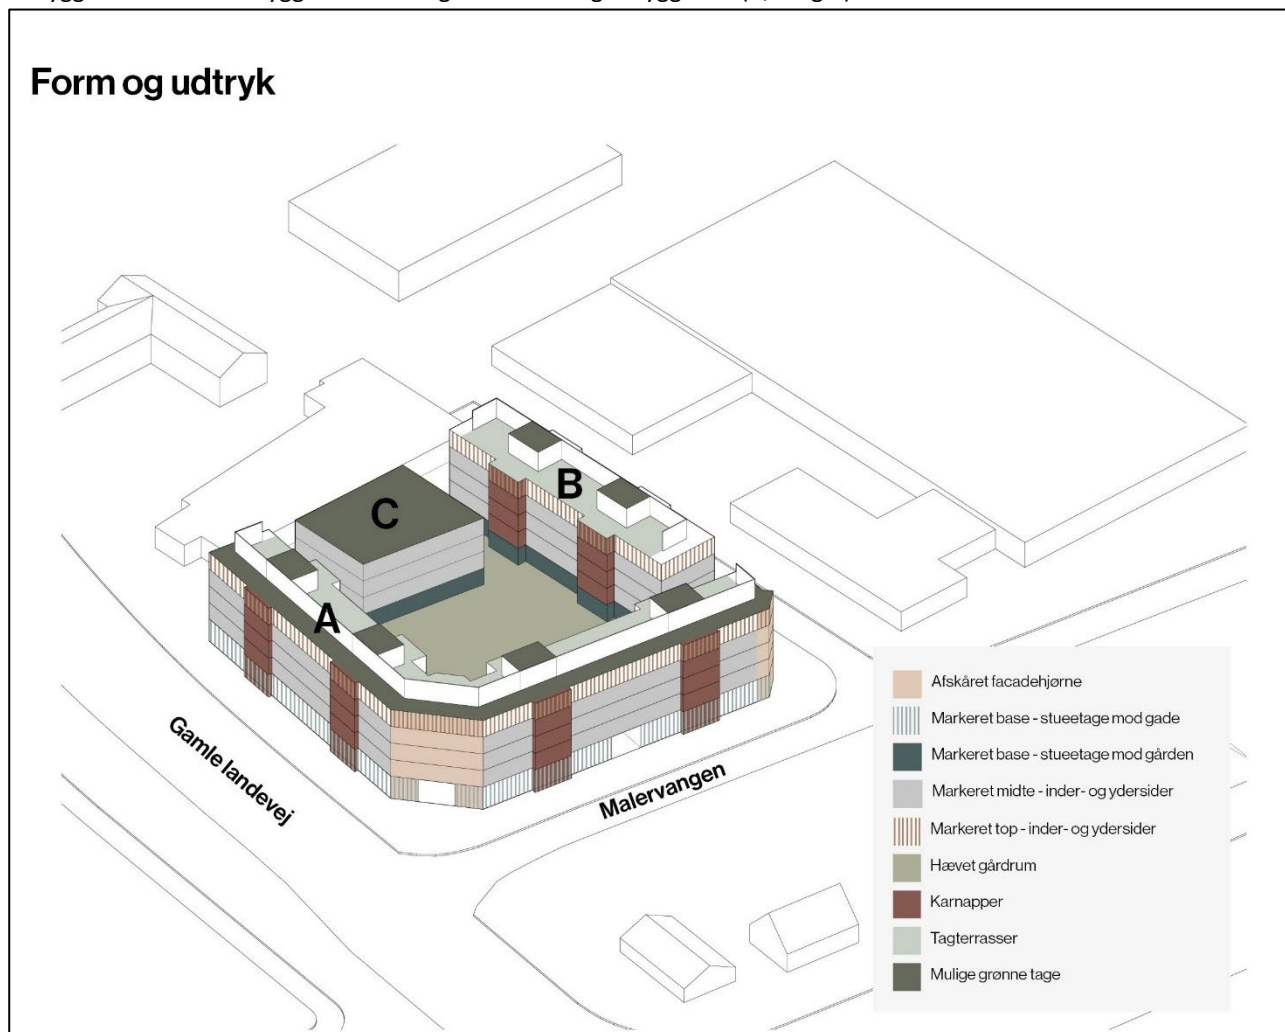 Form og udtryk
B
C
A
Gamle landevej
Malervangen
Afskåret facadehjørne
Markeret base - stueetage mod gade
Markeret base - stueetage mod gården
Markeret midte - inder- og ydersider
Markeret top - inder- og ydersider
Hævet gårdrum
Karnapper
Tagterrasser
Mulige grønne tage